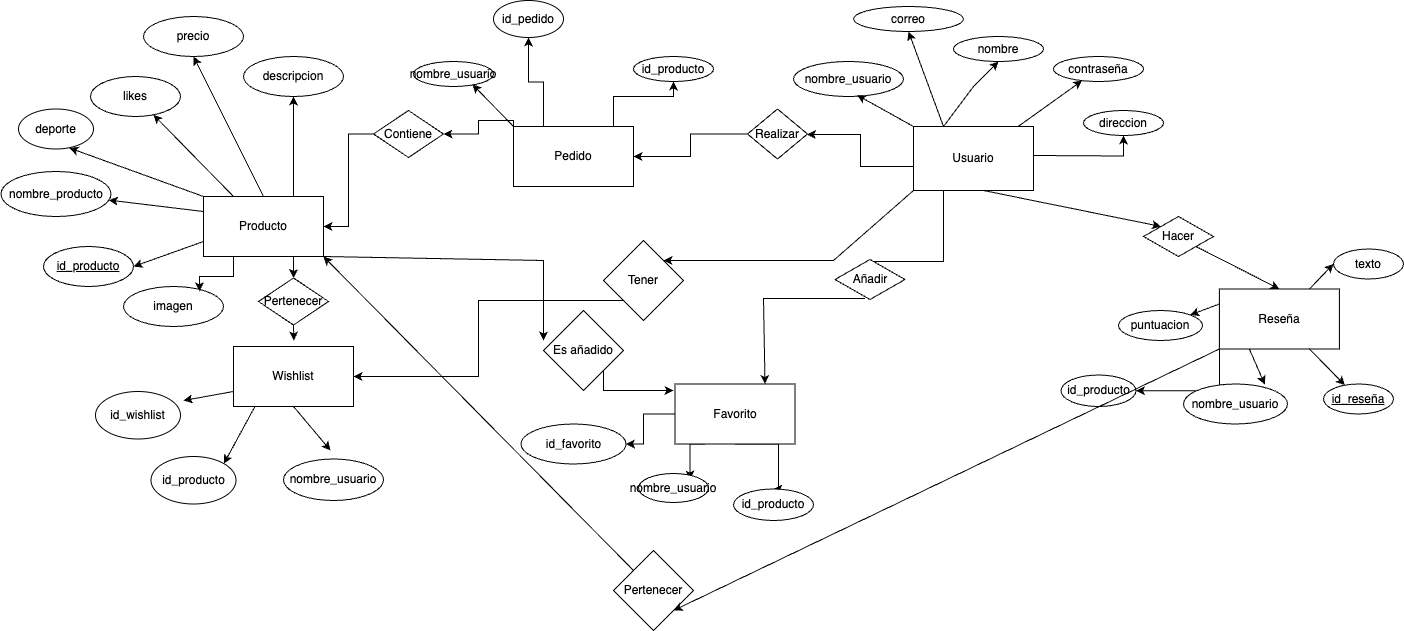 id_pedido
correo
precio
nombre
descripcion
nombre_usuario
id_producto
nombre_usuario
contraseña
likes
deporte
Contiene
Realizar
direccion
Pedido
Usuario
nombre_producto
Producto
Hacer
id_producto
Tener
Añadir
texto
imagen
Pertenecer
puntuacion
Reseña
Es añadido
Wishlist
id_producto
nombre_usuario
id_reseña
id_wishlist
Favorito
id_favorito
id_producto
nombre_usuario
nombre_usuario
id_producto
Pertenecer